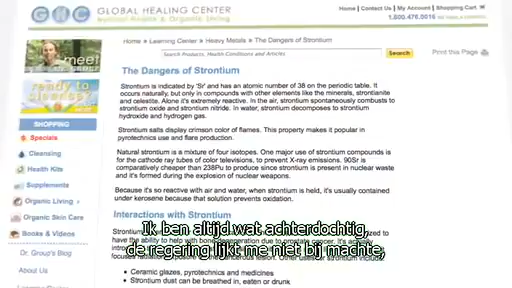 GHC GLOBAL HEALING CENTER
Natural Health & Organic Living
Home | Contact Us | My Account | Shopping Cart
1.800.476.0016
Home » Learning Center » Heavy Metals » The Dangers of Strontium
Search Products, Health Conditions and Articles
Search
Print this Page
meet
ready to
cleanse?
SHOPPING
Specials
Cleansing
Health Kits
Supplements
Organic Living
Organic Skin Care
Books & Videos
Dr. Group's Blog
About Us
The Dangers of Strontium
Strontium is indicated by 'Sr' and has an atomic number of 38 on the periodic table. It
occurs naturally, but only in compounds with other elements like the minerals, strontianite
and celestite. Alone it's extremely reactive. In the air, strontium spontaneously combusts to
strontium oxide and strontium nitride. In water, strontium decomposes to strontium
hydroxide and hydrogen gas.
Strontium salts display crimson color of flames. This property makes it popular in
pyrotechnics use and flare production.
Natural strontium is a mixture of four isotopes. One major use of strontium compounds is
for the cathode ray tubes of color televisions, to prevent X-ray emissions. 90Sr is
comparatively cheaper than 238Pu to produce since strontium is present in nuclear waste
and it's formed during the explosion of nuclear weapons.
Because it's so reactive with air and water, when strontium is held, it's usually contained
under kerosene because that solution prevents oxidation.
Interactions with Strontium
Ik ben altijd wat achterdochtig,
de regering lijkt me niet bij machte,
Ceramic glazes, pyrotechnics and medicines
Strontium dust can be breathed in, eaten or drunk